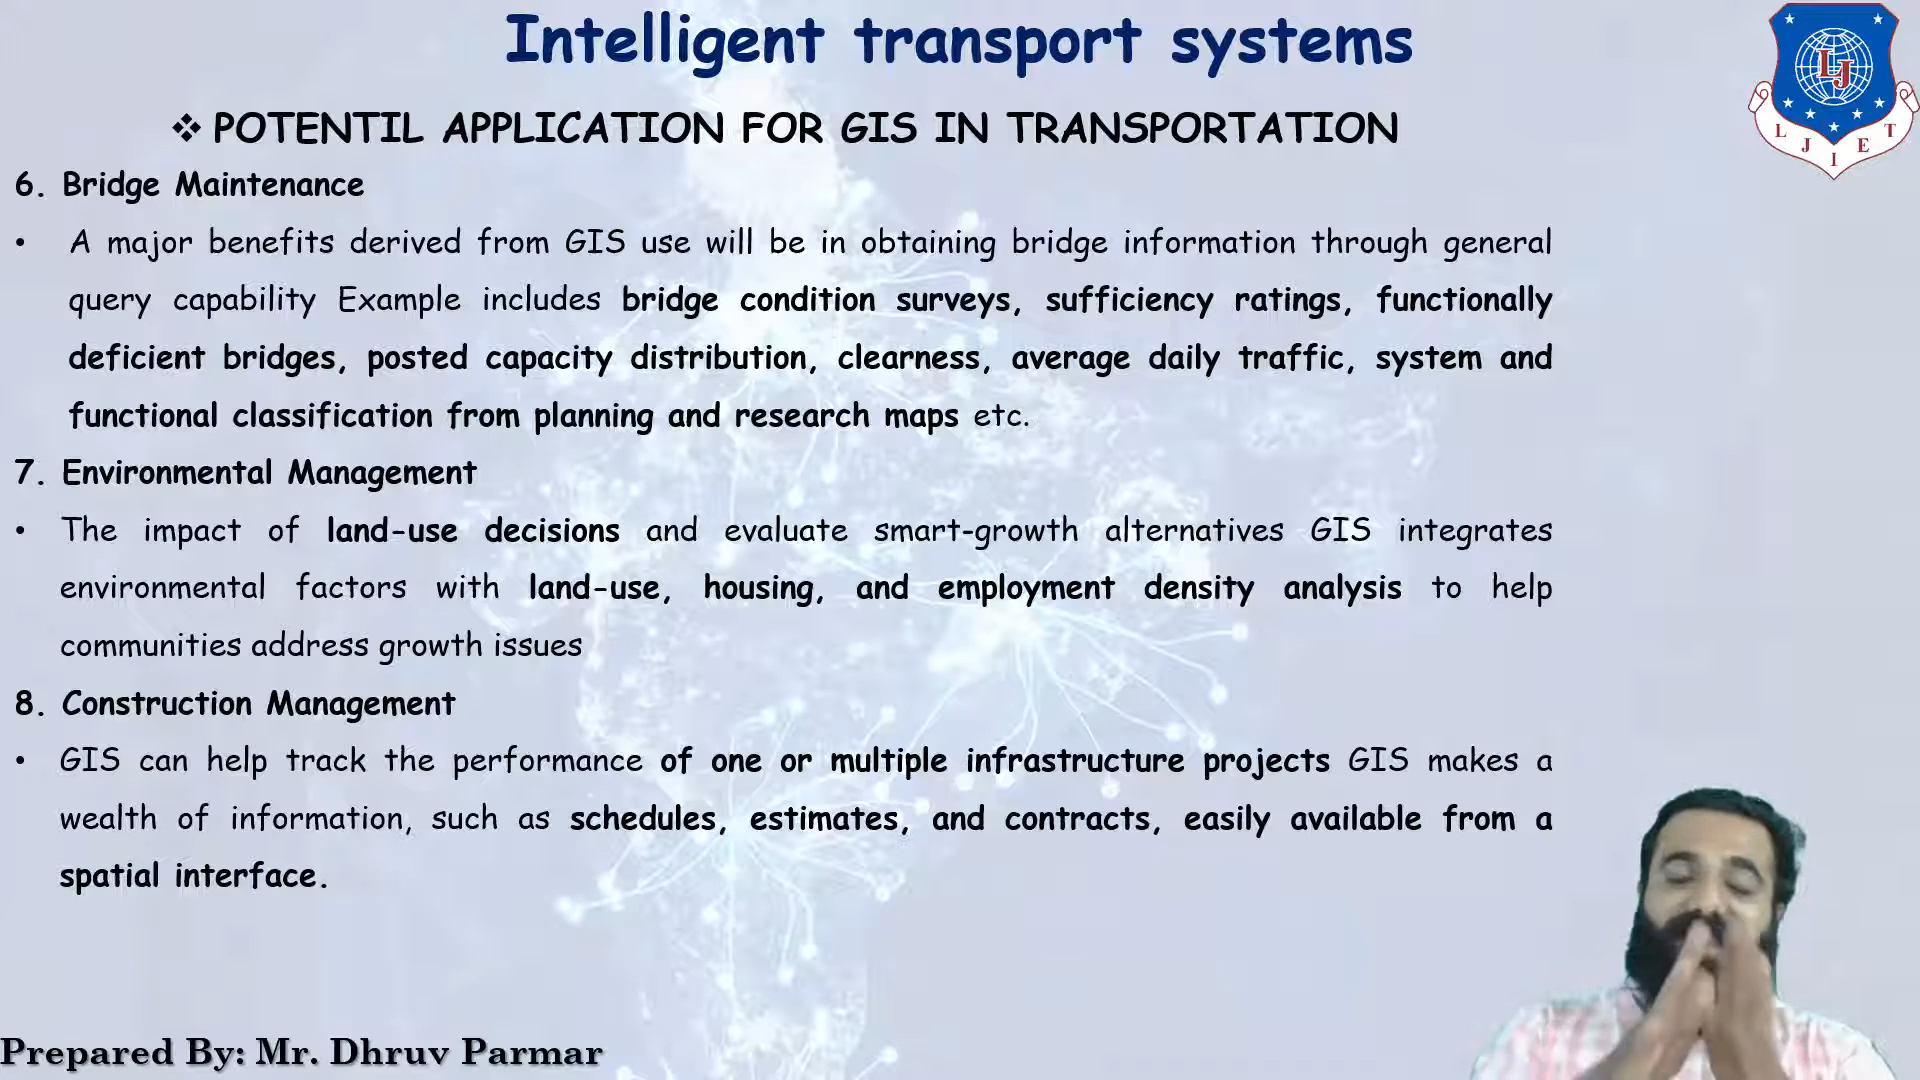 Intelligent transport systems
❖ POTENTIL APPLICATION FOR GIS IN TRANSPORTATION
6. Bridge Maintenance
• A major benefits derived from GIS use will be in obtaining bridge information through general
query capability Example includes bridge condition surveys, sufficiency ratings, functionally
deficient bridges, posted capacity distribution, clearness, average daily traffic, system and
functional classification from planning and research maps etc.
7. Environmental Management
• The impact of land-use decisions and evaluate smart-growth alternatives GIS integrates
environmental factors with land-use, housing, and employment density analysis to help
communities address growth issues
8. Construction Management
• GIS can help track the performance of one or multiple infrastructure projects GIS makes a
wealth of information, such as schedules, estimates, and contracts, easily available from a
spatial interface.
Prepared By: Mr. Dhruv Parmar
LJ
L J I E T